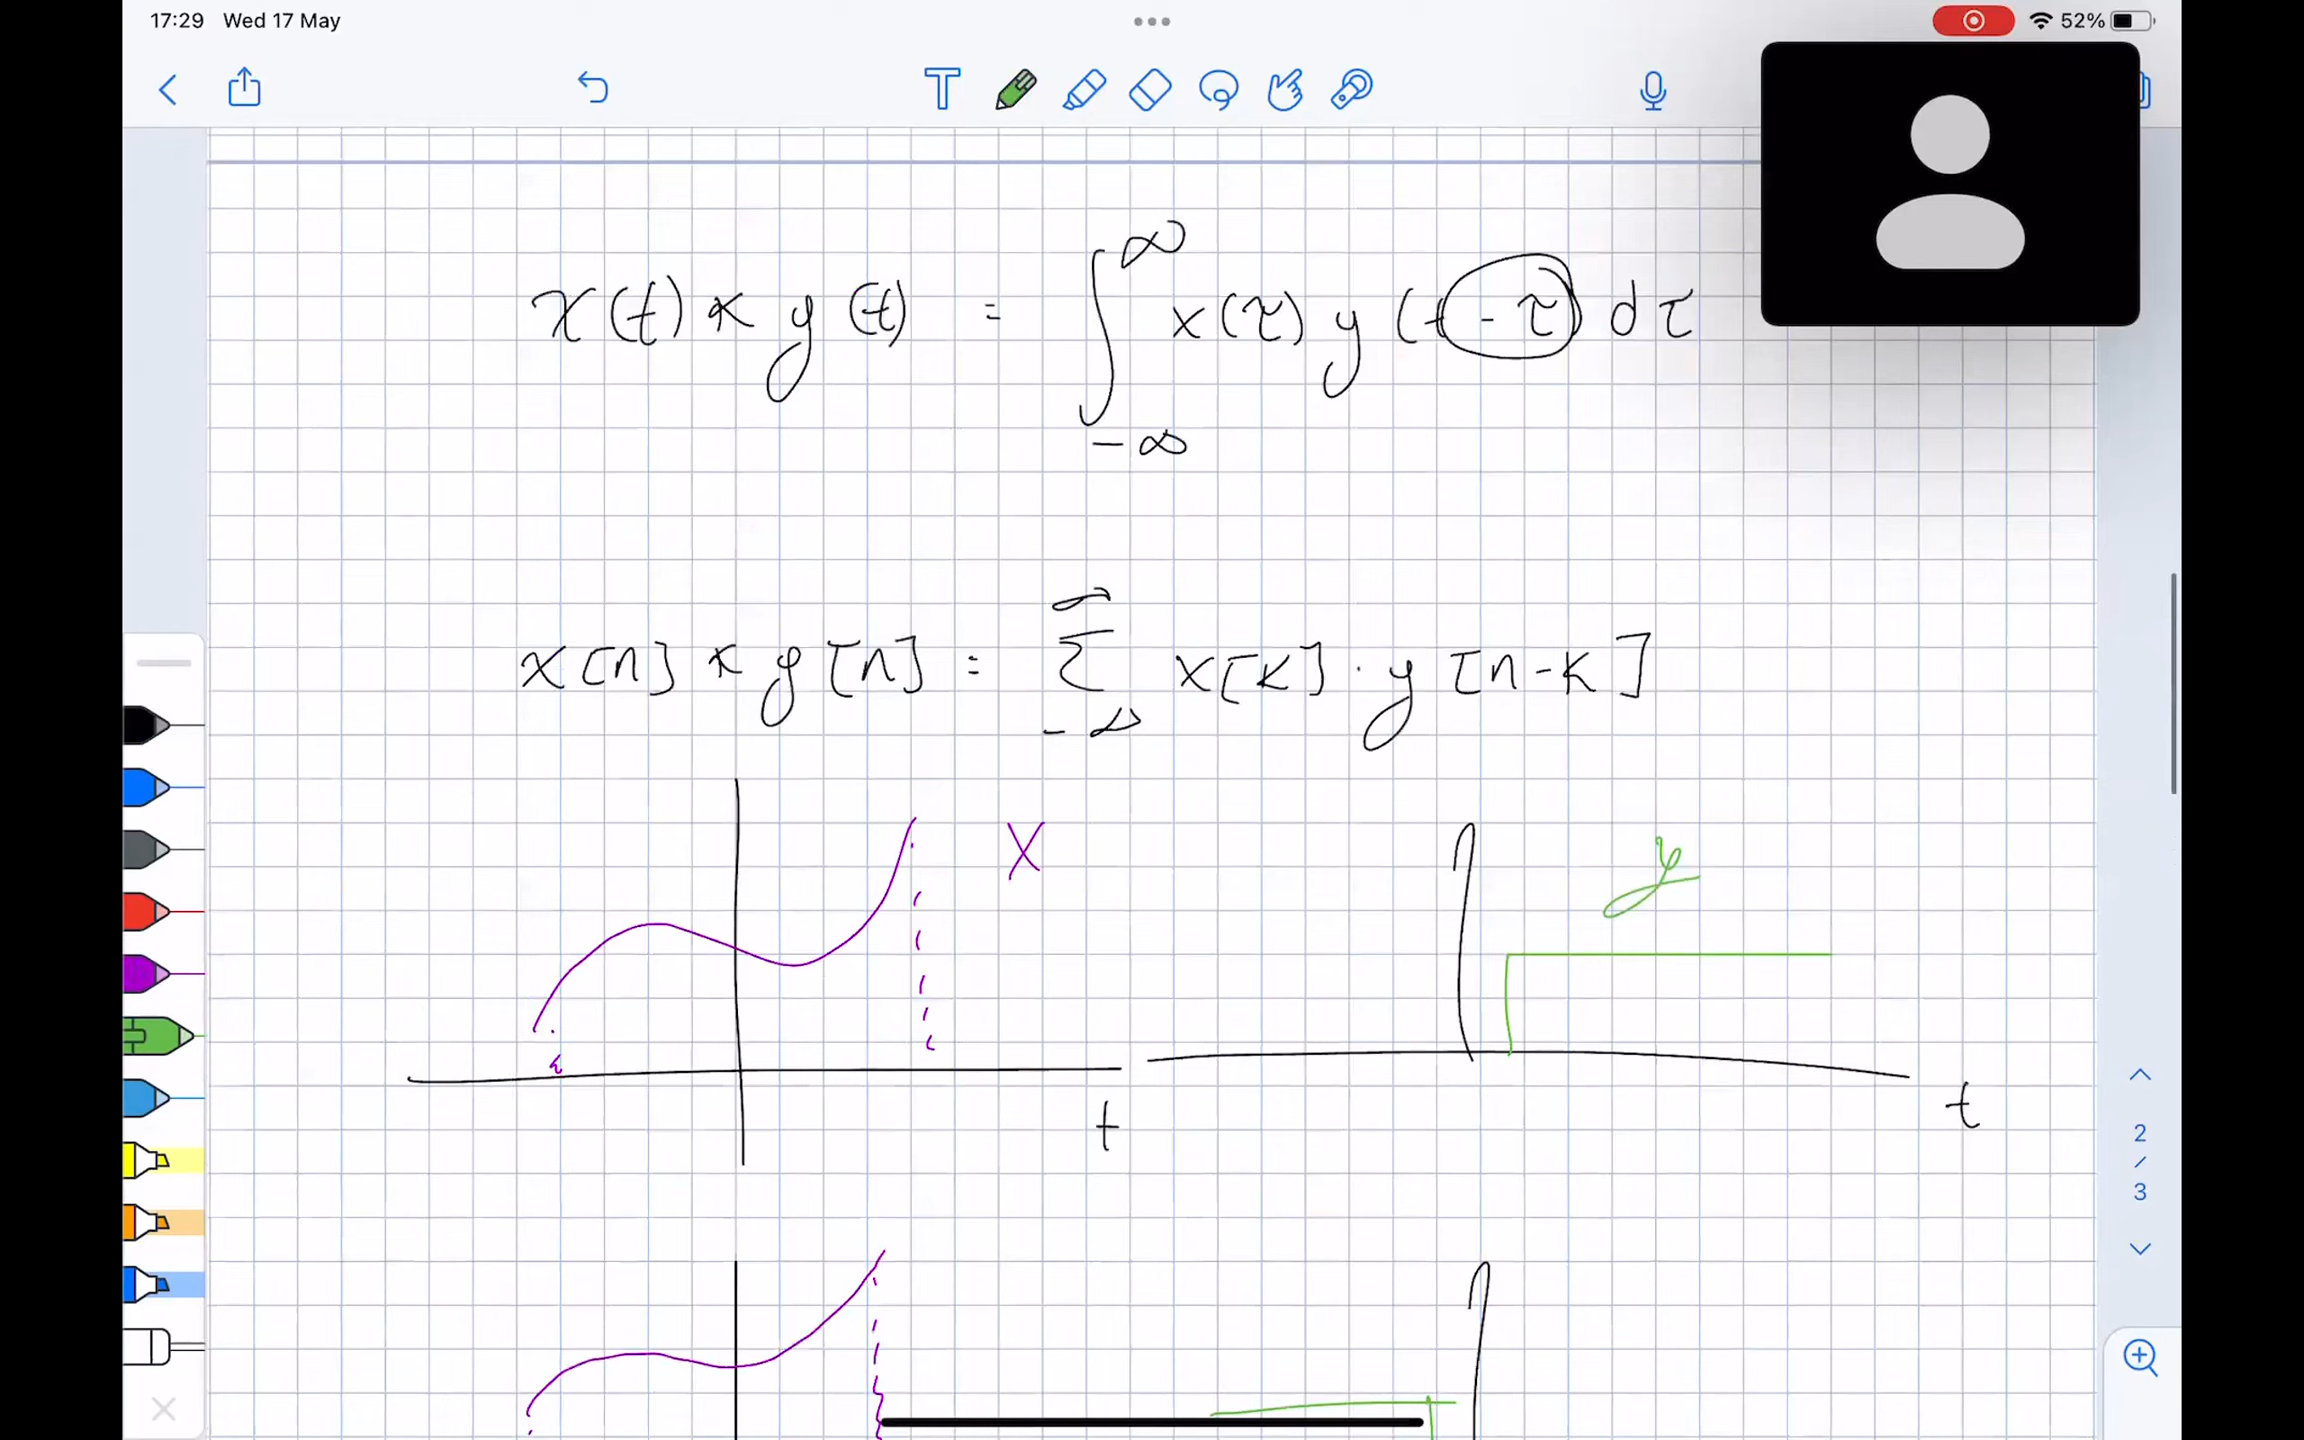 17:29 Wed 17 May
52%
T
x(t) * y(t) = ∫_{-∞}^{∞} x(τ) y(t-τ) dτ
x[n] * y[n] = Σ_{-∞}^{∞} x[k] · y[n-k]
X
y
t
t
2
/
3